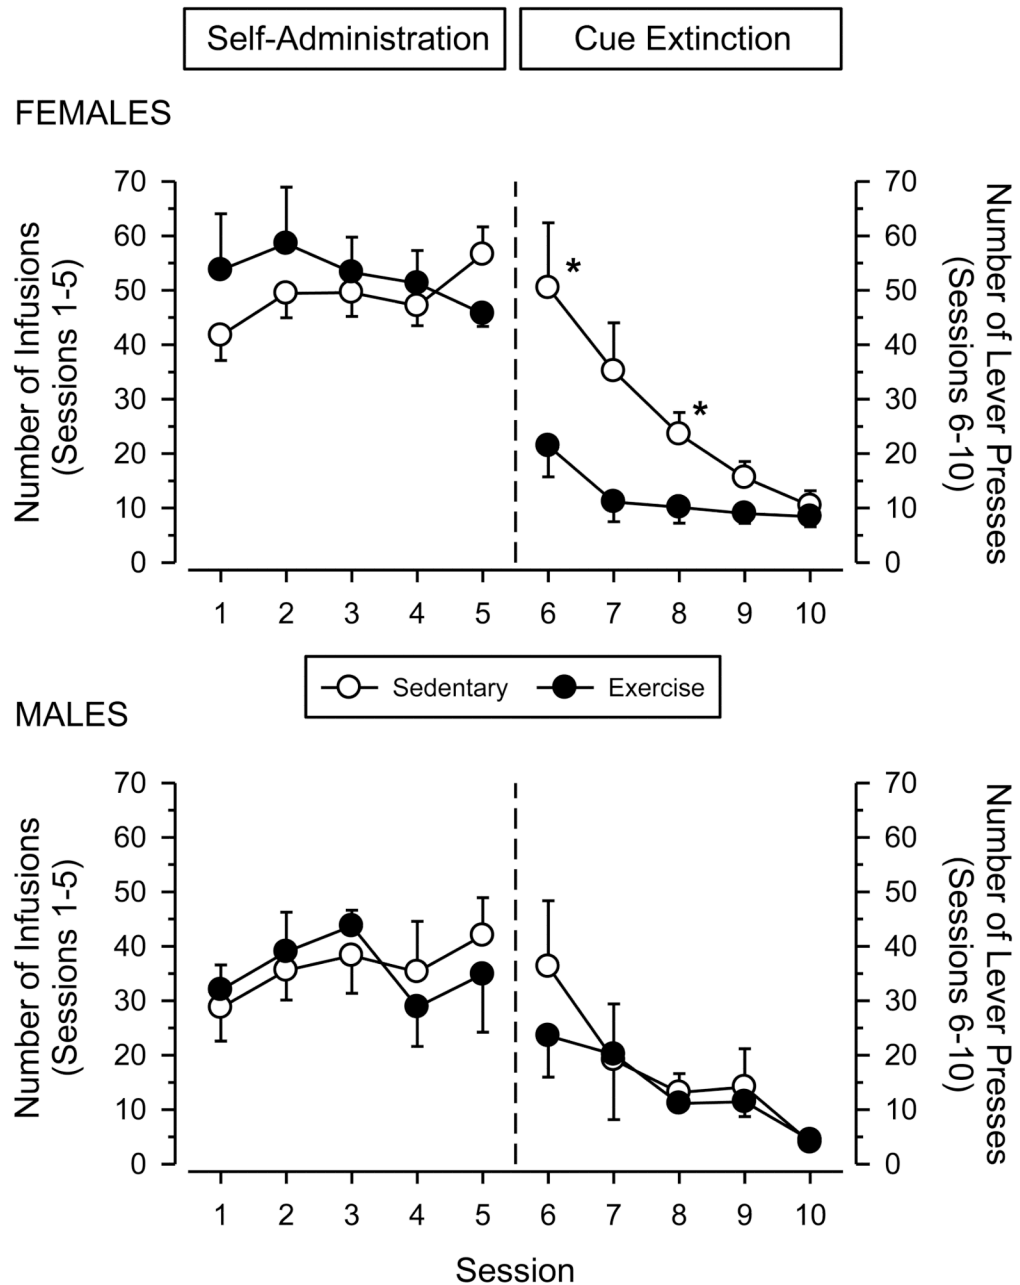 Self-Administration
Cue Extinction
FEMALES
Number of Infusions
(Sessions 1-5)
70
60
50
40
30
20
10
0
*
*
70
60
50
40
30
20
10
0
Number of Lever Presses
(Sessions 6-10)
1 2 3 4 5 6 7 8 9 10
Sedentary Exercise
MALES
Number of Infusions
(Sessions 1-5)
70
60
50
40
30
20
10
0
70
60
50
40
30
20
10
0
Number of Lever Presses
(Sessions 6-10)
1 2 3 4 5 6 7 8 9 10
Session